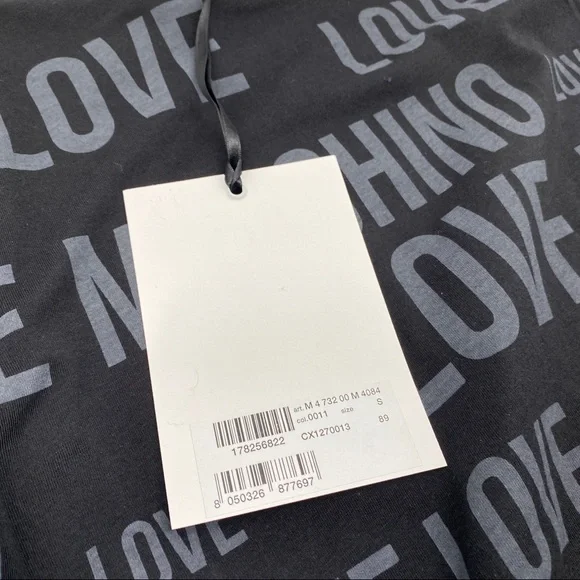 LOVE LOVE
LOVE
E MOSCHINO
LOVE
art. M 4 732 00 M 4084
col. 0011 size S
178256822 CX1270013 89
8 050326 877697
LOVE LOVE